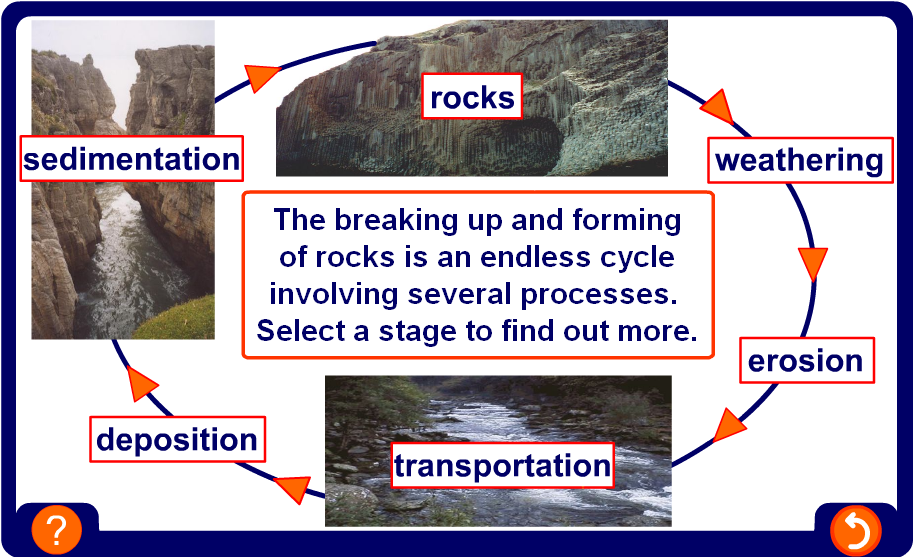 rocks
weathering
erosion
transportation
deposition
sedimentation
The breaking up and forming
of rocks is an endless cycle
involving several processes.
Select a stage to find out more.
?